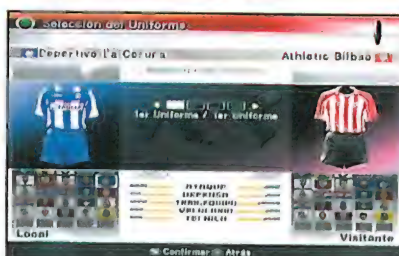 Selección del Uniforme
Deportivo La Coruña
Athletic Bilbao
1er Uniforme / 1er uniforme
ATAQUE
DEFENSA
TRAB.EQUIPO
VELOCIDAD
TECNICA
Local
Visitante
Confirmar Atrás